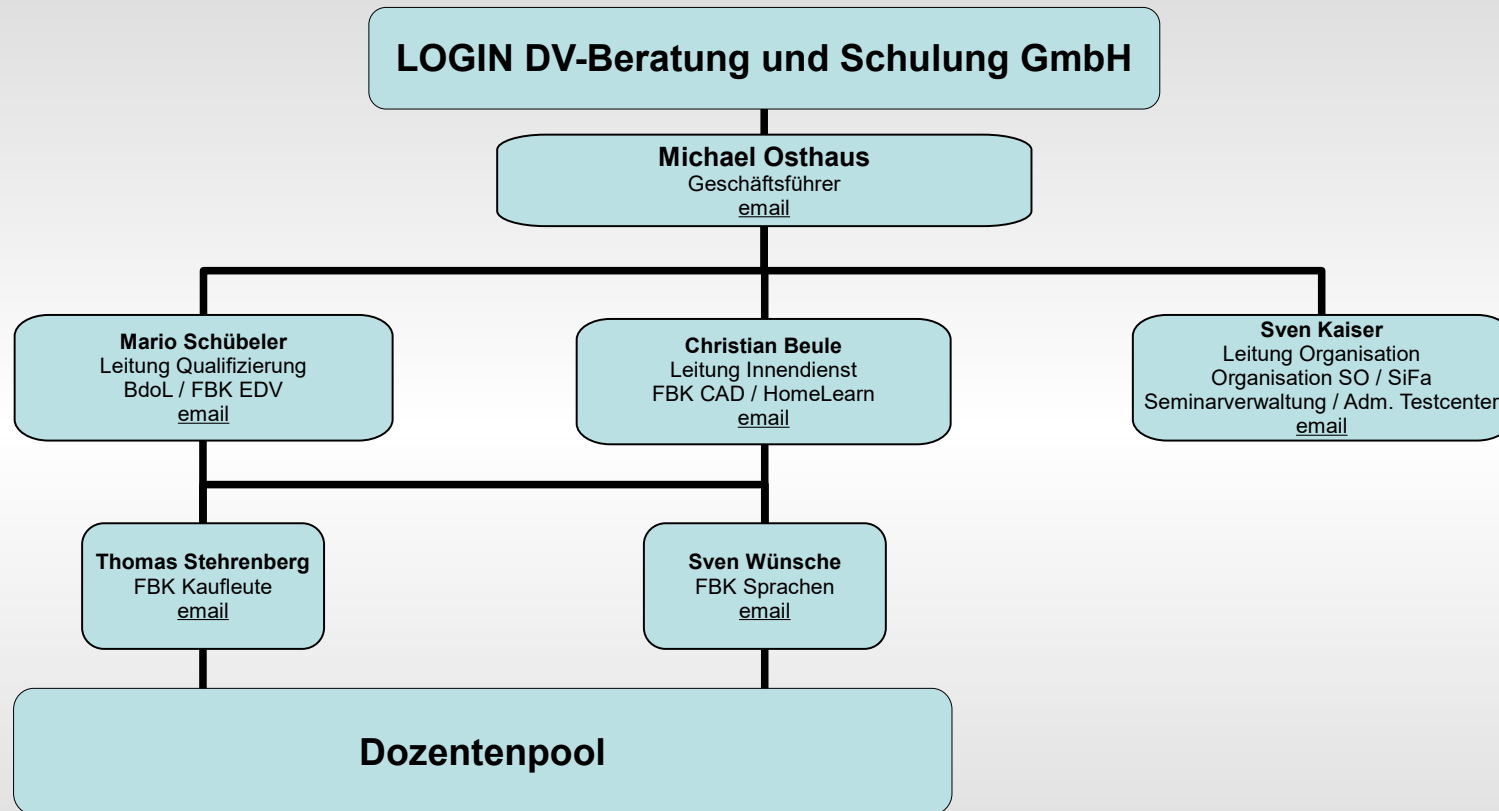 LOGIN DV-Beratung und Schulung GmbH
Michael Osthaus
Geschäftsführer
email
Mario Schübeler
Leitung Qualifizierung
BdoL / FBK EDV
email
Christian Beule
Leitung Innendienst
FBK CAD / HomeLearn
email
Sven Kaiser
Leitung Organisation
Organisation SO / SiFa
Seminarverwaltung / Adm. Testcenter
email
Thomas Stehrenberg
FBK Kaufleute
email
Sven Wünsche
FBK Sprachen
email
Dozentenpool